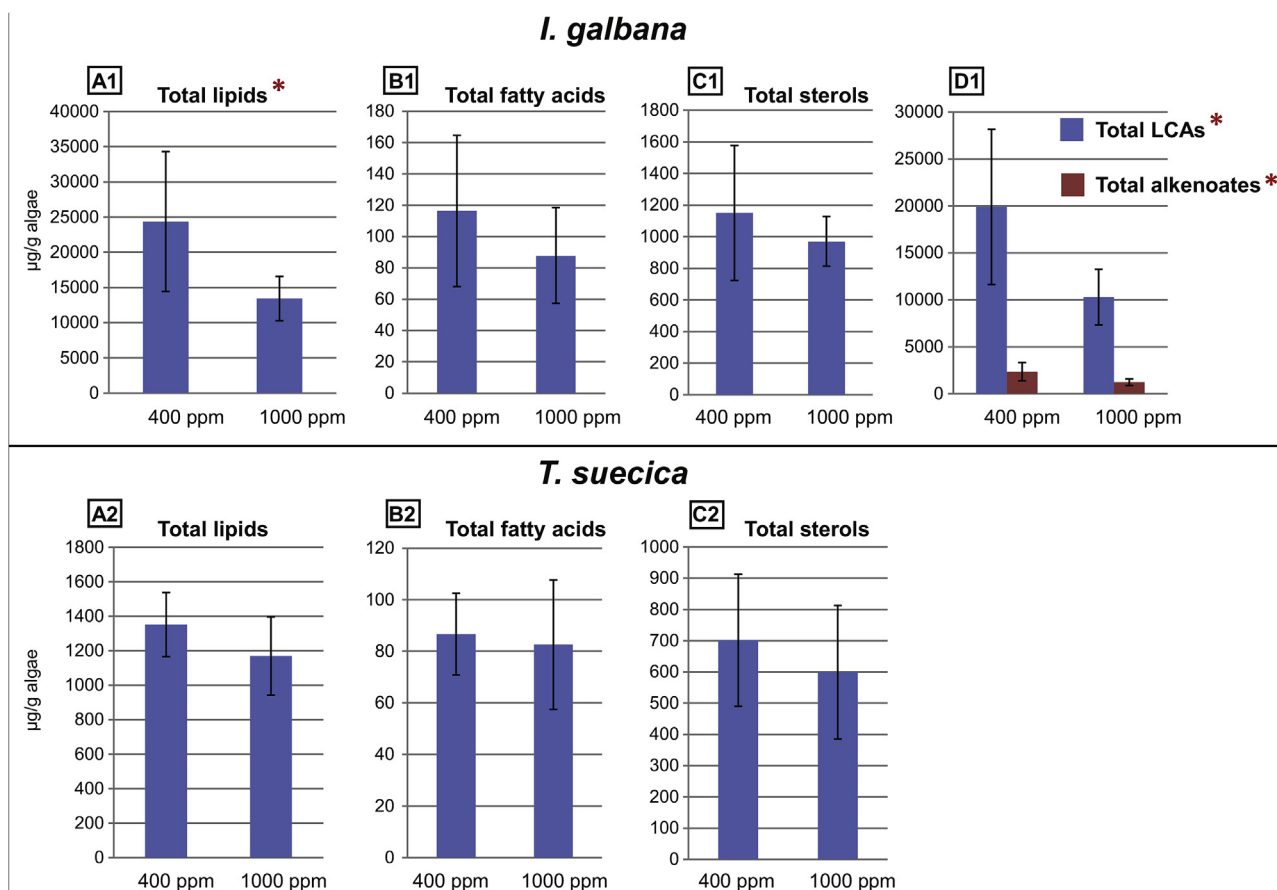 I. galbana
A1
Total lipids *
B1
Total fatty acids
C1
Total sterols
D1
40000
35000
30000
25000
20000
15000
10000
5000
0
µg/g algae
400 ppm 1000 ppm
180
160
140
120
100
80
60
40
20
0
400 ppm 1000 ppm
1800
1600
1400
1200
1000
800
600
400
200
0
400 ppm 1000 ppm
30000
25000
20000
15000
10000
5000
0
Total LCAs *
Total alkenoates *
400 ppm 1000 ppm
T. suecica
A2
Total lipids
B2
Total fatty acids
C2
Total sterols
1800
1600
1400
1200
1000
800
600
400
200
0
µg/g algae
400 ppm 1000 ppm
120
100
80
60
40
20
0
400 ppm 1000 ppm
1000
900
800
700
600
500
400
300
200
100
0
400 ppm 1000 ppm